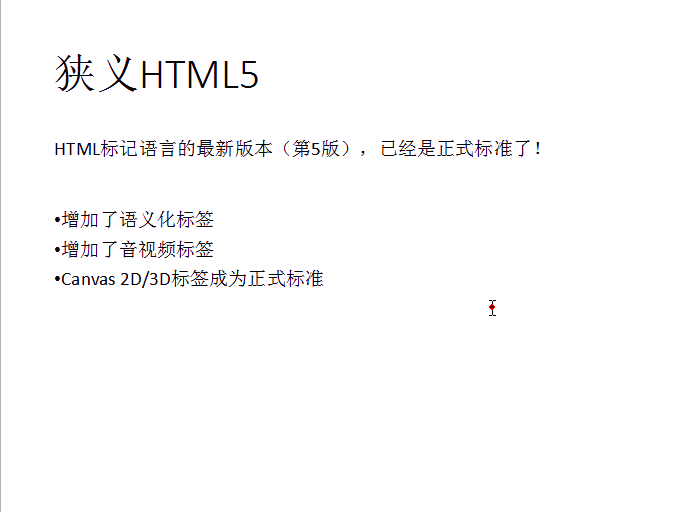 狭义HTML5
HTML标记语言的最新版本（第5版），已经是正式标准了！
•增加了语义化标签
•增加了音视频标签
•Canvas 2D/3D标签成为正式标准